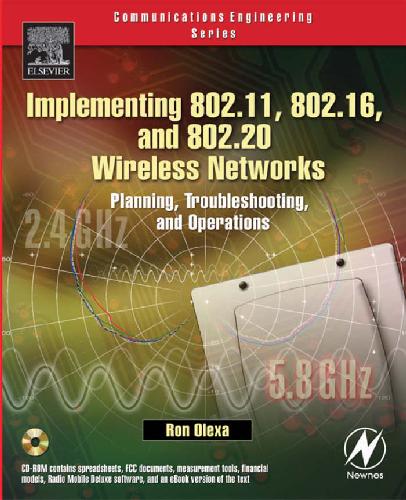 Communications Engineering
Series
ELSEVIER
Implementing 802.11, 802.16,
and 802.20
Wireless Networks
Planning, Troubleshooting,
and Operations
2.4 GHz
5.8 GHz
Ron Olexa
CD-ROM contains spreadsheets, FCC documents, measurement tools, financial
models, Radio Mobile Deluxe software, and an eBook version of the text
Newnes